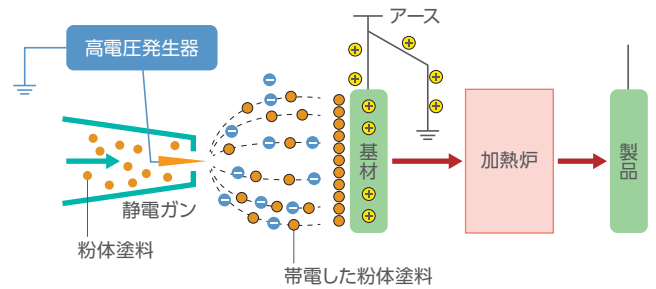 アース
高電圧発生器
基材
加熱炉
製品
静電ガン
粉体塗料
帯電した粉体塗料